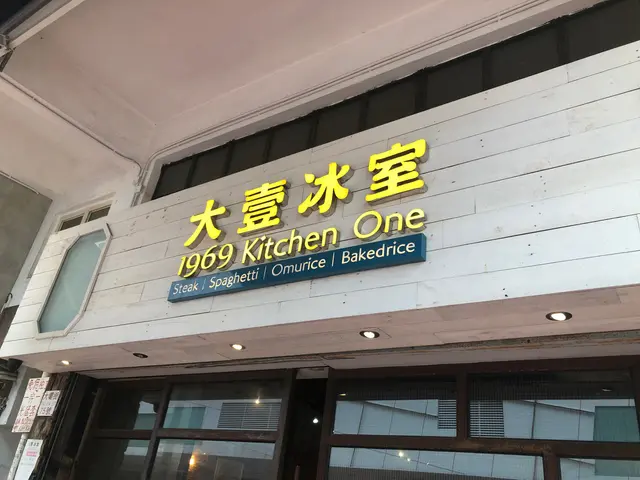 大壹冰室
1969 Kitchen One
Steak | Spaghetti | Omurice | Bakedrice